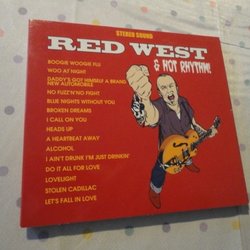 STEREO SOUND
RED WEST
& HOT RHYTHM!
BOOGIE WOOGIE FLU
WOO AT NIGHT
DADDY'S GOT HIMSELF A BRAND
NEW AUTOMOBILE
NO FUZZ'N'NO FIGHT
BLUE NIGHTS WITHOUT YOU
BROKEN DREAMS
I CALL ON YOU
HEADS UP
A HEARTBEAT AWAY
ALCOHOL
I AIN'T DRUNK I'M JUST DRINKIN'
DO IT ALL FOR LOVE
LOVELIGHT
STOLEN CADILLAC
LET'S FALL IN LOVE